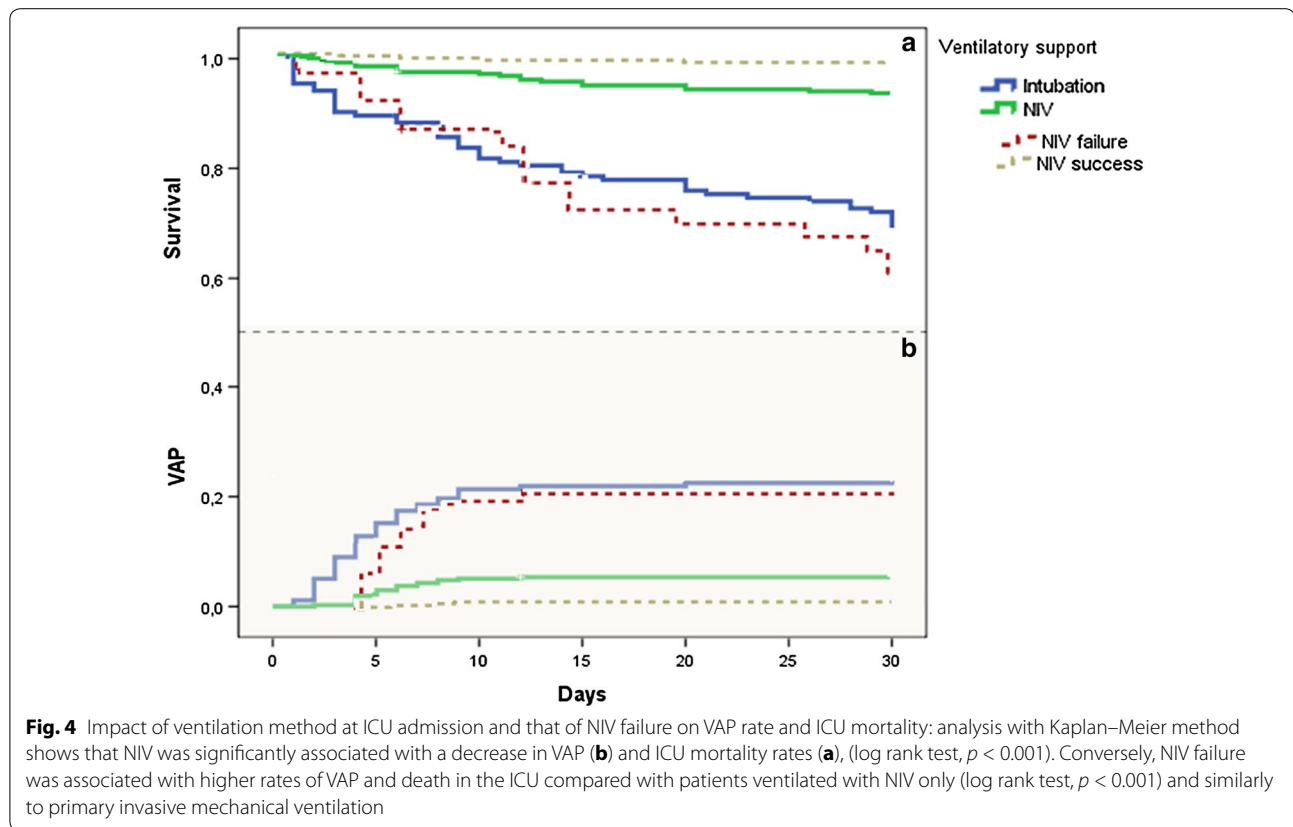 a
Ventilatory support
Intubation
NIV
NIV failure
NIV success
1,0
0,8
0,6
Survival
b
0,4
0,2
0,0
VAP
0 5 10 15 20 25 30
Days
Fig. 4 Impact of ventilation method at ICU admission and that of NIV failure on VAP rate and ICU mortality: analysis with Kaplan–Meier method
shows that NIV was significantly associated with a decrease in VAP (b) and ICU mortality rates (a), (log rank test, p < 0.001). Conversely, NIV failure
was associated with higher rates of VAP and death in the ICU compared with patients ventilated with NIV only (log rank test, p < 0.001) and similarly
to primary invasive mechanical ventilation